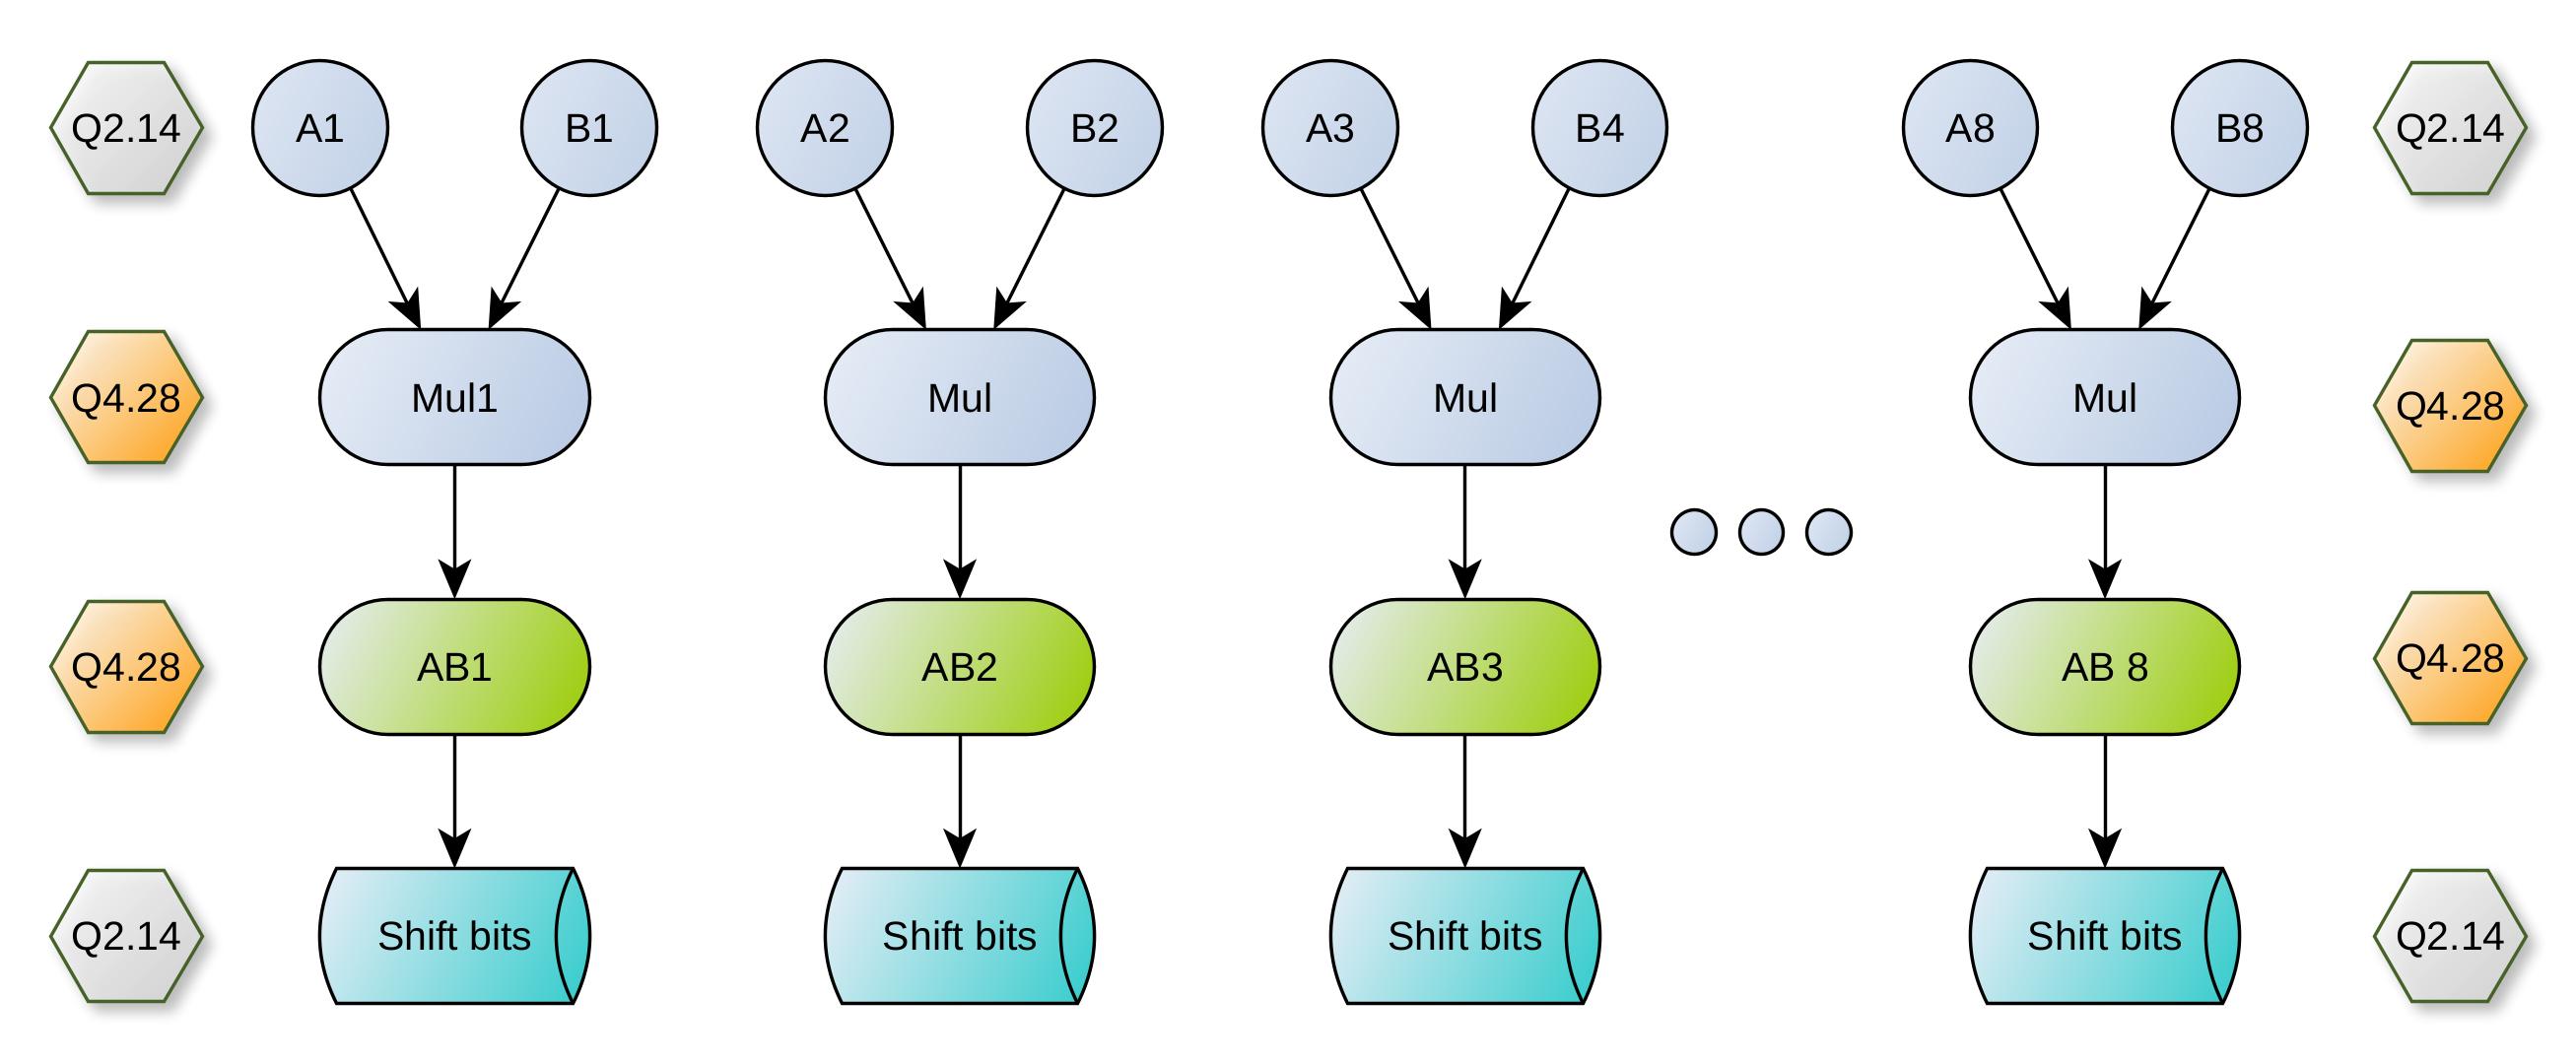 Q2.14 A1 B1 A2 B2 A3 B4 A8 B8 Q2.14
Q4.28 Mul1 Mul Mul Mul Q4.28
Q4.28 AB1 AB2 AB3 AB 8 Q4.28
Q2.14 Shift bits Shift bits Shift bits Shift bits Q2.14